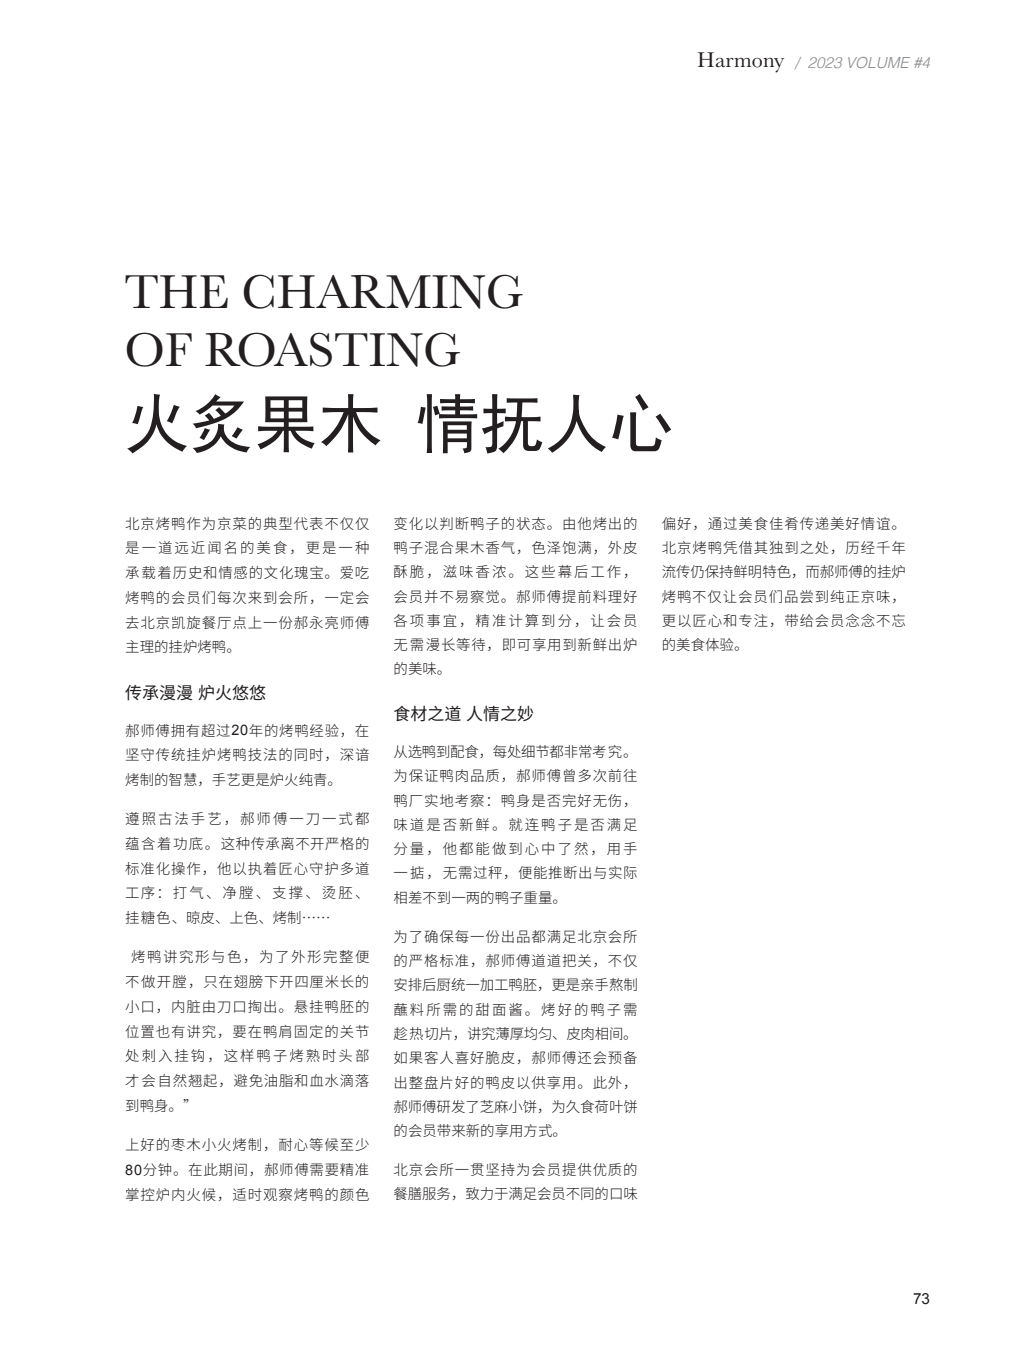 Harmony / 2023 VOLUME #4
THE CHARMING
OF ROASTING
火炙果木 情抚人心
北京烤鸭作为京菜的典型代表不仅仅
是一道远近闻名的美食，更是一种
承载着历史和情感的文化瑰宝。爱吃
烤鸭的会员们每次来到会所，一定会
去北京凯旋餐厅点上一份郝永亮师傅
主理的挂炉烤鸭。
传承漫漫 炉火悠悠
郝师傅拥有超过20年的烤鸭经验，在
坚守传统挂炉烤鸭技法的同时，深谙
烤制的智慧，手艺更是炉火纯青。
遵照古法手艺，郝师傅一刀一式都
蕴含着功底。这种传承离不开严格的
标准化操作，他以执着匠心守护多道
工序：打气、净膛、支撑、烫胚、
挂糖色、晾皮、上色、烤制……
烤鸭讲究形与色，为了外形完整便
不做开膛，只在翅膀下开四厘米长的
小口，内脏由刀口掏出。悬挂鸭胚的
位置也有讲究，要在鸭肩固定的关节
处刺入挂钩，这样鸭子烤熟时头部
才会自然翘起，避免油脂和血水滴落
到鸭身。”
上好的枣木小火烤制，耐心等候至少
80分钟。在此期间，郝师傅需要精准
掌控炉内火候，适时观察烤鸭的颜色
变化以判断鸭子的状态。由他烤出的
鸭子混合果木香气，色泽饱满，外皮
酥脆，滋味香浓。这些幕后工作，
会员并不易察觉。郝师傅提前料理好
各项事宜，精准计算到分，让会员
无需漫长等待，即可享用到新鲜出炉
的美味。
食材之道 人情之妙
从选鸭到配食，每处细节都非常考究。
为保证鸭肉品质，郝师傅曾多次前往
鸭厂实地考察：鸭身是否完好无伤，
味道是否新鲜。就连鸭子是否满足
分量，他都能做到心中了然，用手
一掂，无需过秤，便能推断出与实际
相差不到一两的鸭子重量。
为了确保每一份出品都满足北京会所
的严格标准，郝师傅道道把关，不仅
安排后厨统一加工鸭胚，更是亲手熬制
蘸料所需的甜面酱。烤好的鸭子需
趁热切片，讲究薄厚均匀、皮肉相间。
如果客人喜好脆皮，郝师傅还会预备
出整盘片好的鸭皮以供享用。此外，
郝师傅研发了芝麻小饼，为久食荷叶饼
的会员带来新的享用方式。
北京会所一贯坚持为会员提供优质的
餐膳服务，致力于满足会员不同的口味
偏好，通过美食佳肴传递美好情谊。
北京烤鸭凭借其独到之处，历经千年
流传仍保持鲜明特色，而郝师傅的挂炉
烤鸭不仅让会员们品尝到纯正京味，
更以匠心和专注，带给会员念念不忘
的美食体验。
73